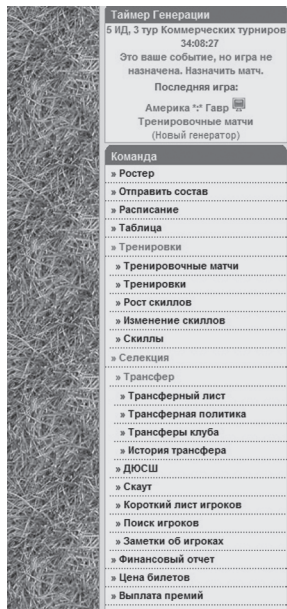 Таймер Генерации
5 ИД, 3 тур Коммерческих турниров
34:08:27
Это ваше событие, но игра не
назначена. Назначить матч.
Последняя игра:
Америка *:* Гавр
Тренировочные матчи
(Новый генератор)
Команда
» Ростер
» Отправить состав
» Расписание
» Таблица
» Тренировки
» Тренировочные матчи
» Тренировки
» Рост скиллов
» Изменение скиллов
» Скиллы
» Селекция
» Трансфер
» Трансферный лист
» Трансферная политика
» Трансферы клуба
» История трансфера
» ДЮСШ
» Скаут
» Короткий лист игроков
» Поиск игроков
» Заметки об игроках
» Финансовый отчет
» Цена билетов
» Выплата премий